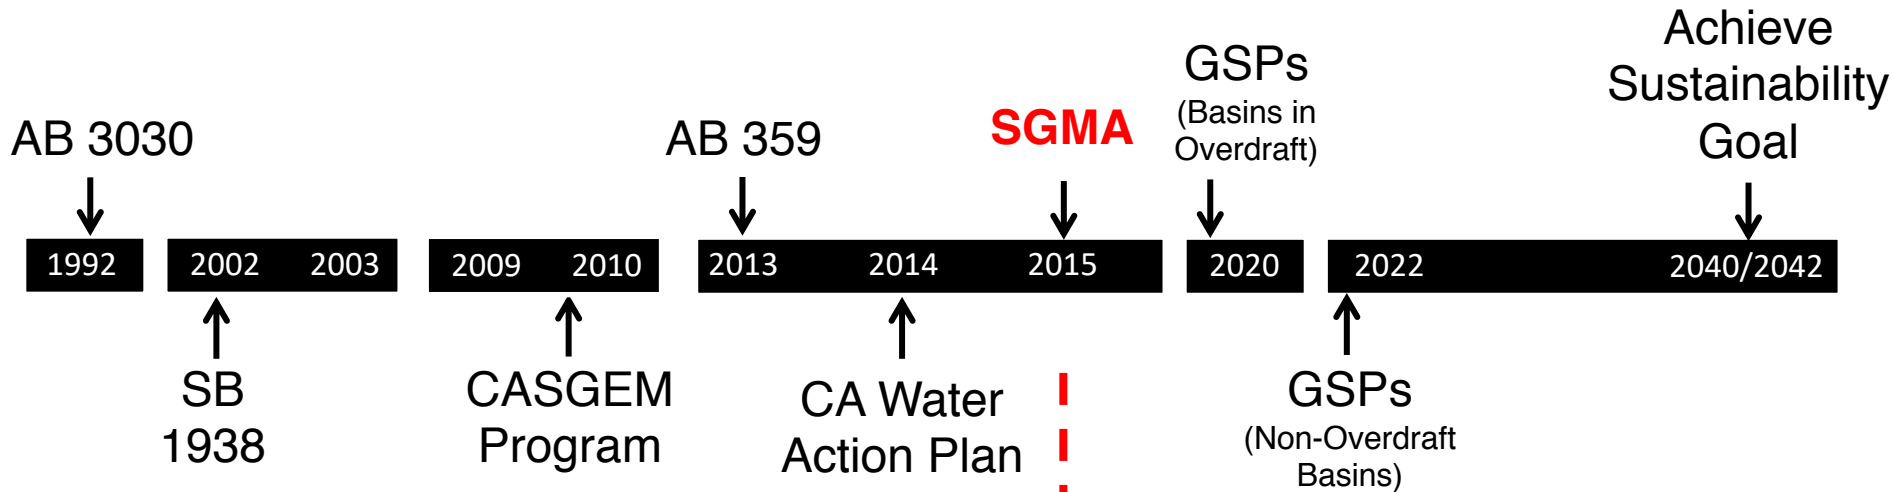 AB 3030
AB 359
SGMA
GSPs
(Basins in
Overdraft)
Achieve
Sustainability
Goal
1992
2002
2003
2009
2010
2013
2014
2015
2020
2022
2040/2042
SB
1938
CASGEM
Program
CA Water
Action Plan
GSPs
(Non-Overdraft
Basins)